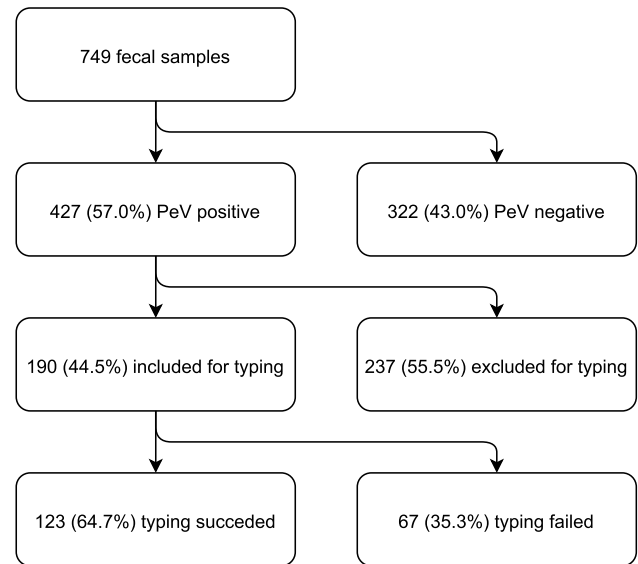 749 fecal samples
427 (57.0%) PeV positive
322 (43.0%) PeV negative
190 (44.5%) included for typing
237 (55.5%) excluded for typing
123 (64.7%) typing succeded
67 (35.3%) typing failed